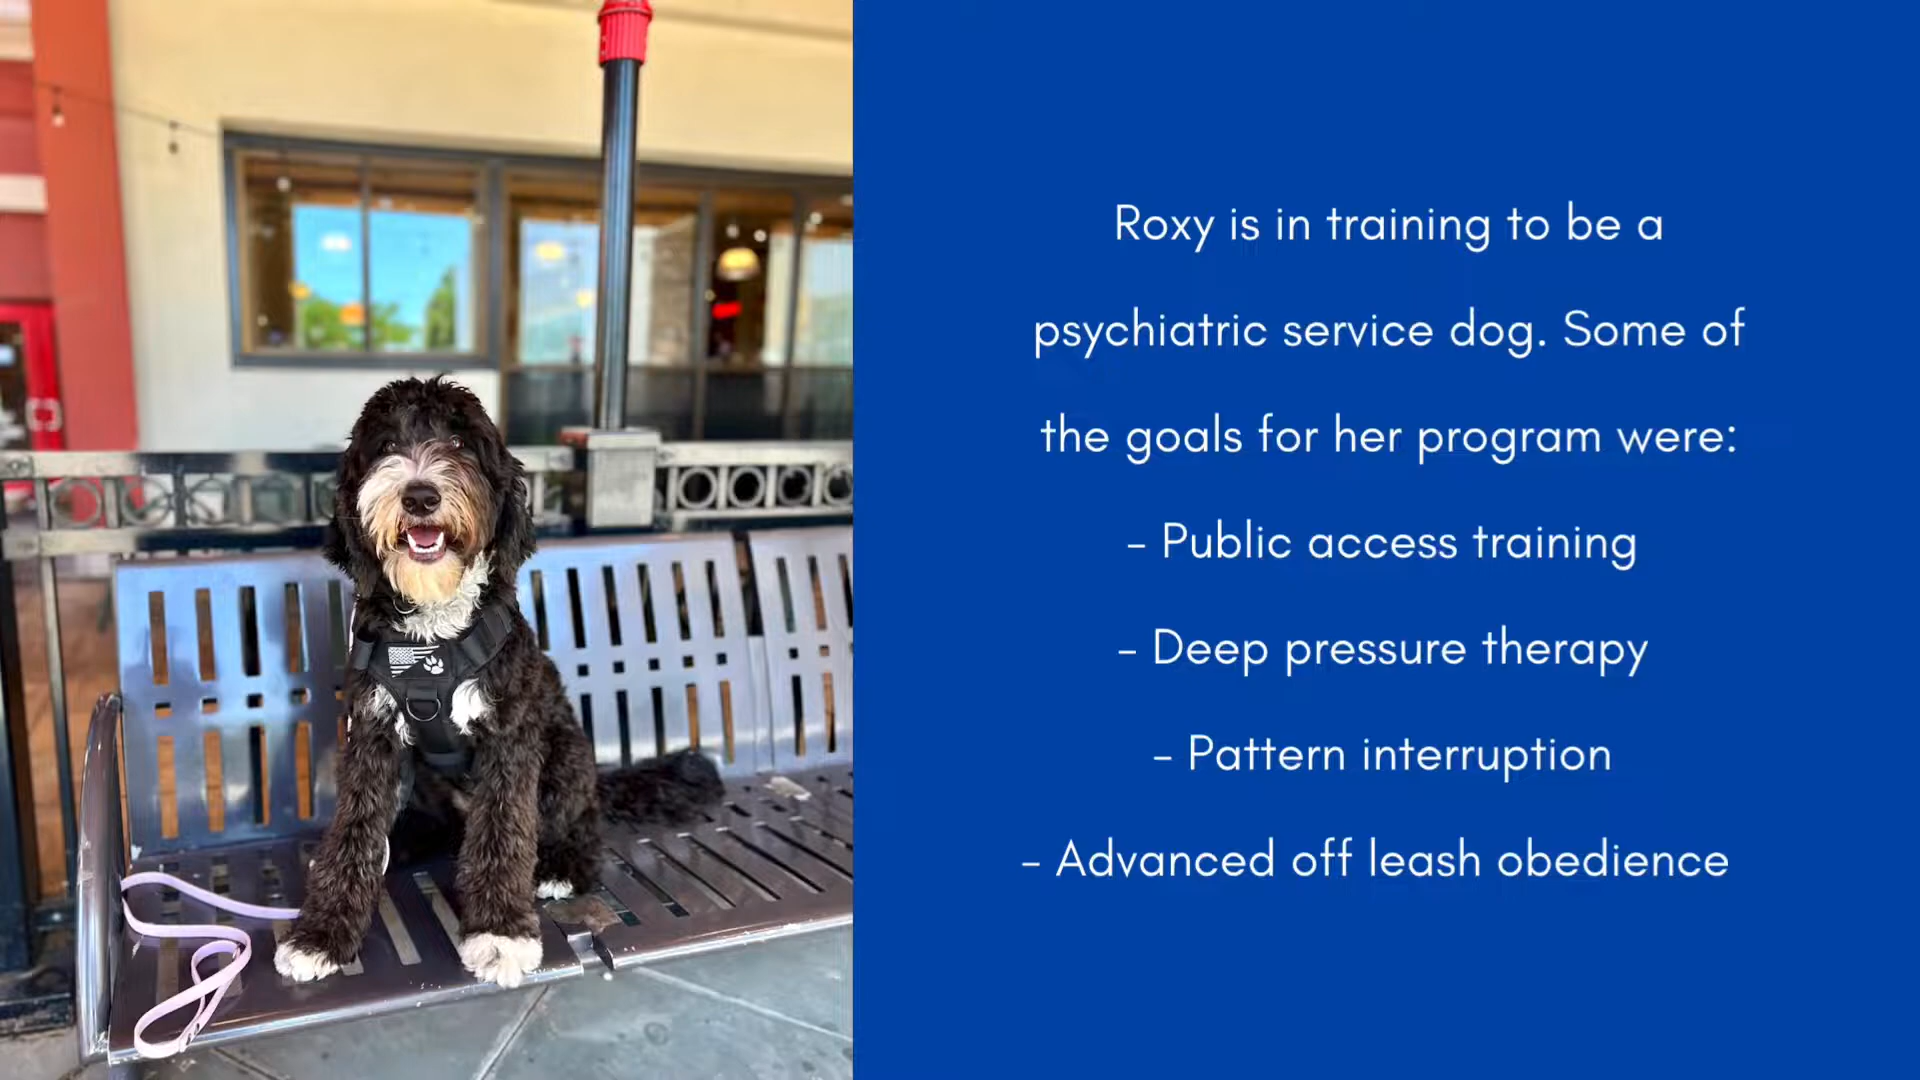 Roxy is in training to be a
psychiatric service dog. Some of
the goals for her program were:
- Public access training
- Deep pressure therapy
- Pattern interruption
- Advanced off leash obedience